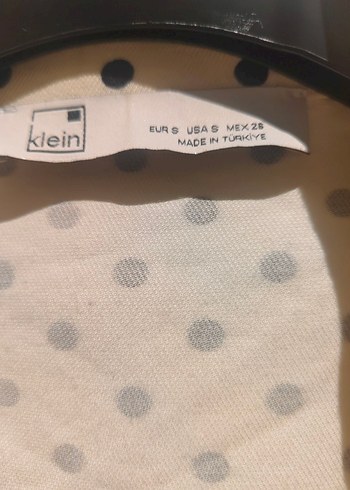 klein
EUR S USA S MEX 28
MADE IN TÜRKİYE